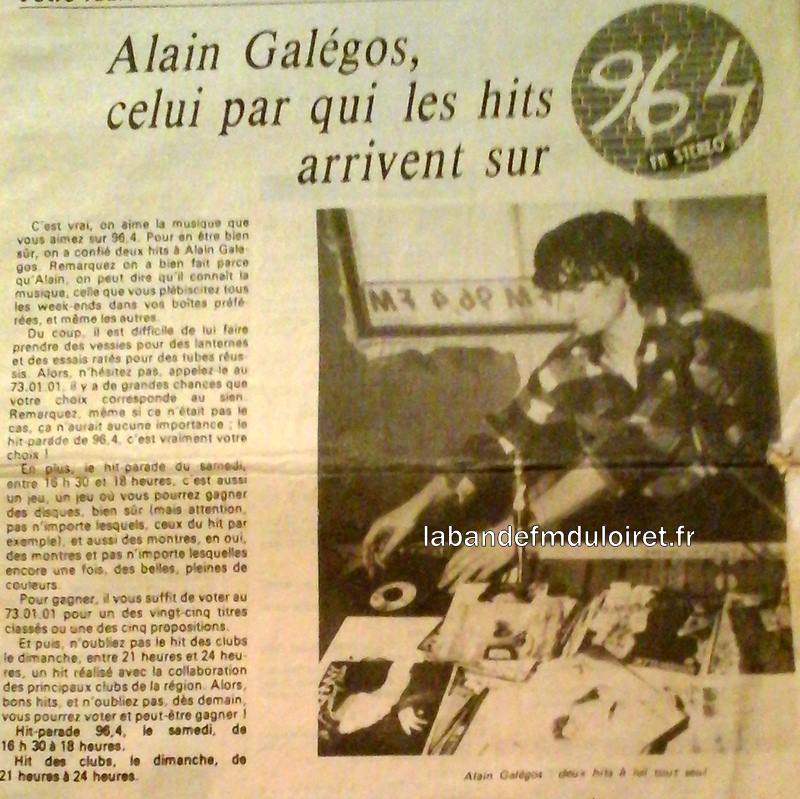 Alain Galégos,
celui par qui les hits
arrivent sur
96,4
FM STEREO
C'est vrai, on aime la musique que
vous aimez sur 96,4. Pour en être bien
sûr, on a confié deux hits à Alain Galé-
gos. Remarquez on a bien fait parce
qu'Alain, on peut dire qu'il connaît la
musique, celle que vous plébiscitez tous
les week-ends dans vos boîtes préfé-
rées, et même les autres.
Du coup, il est difficile de lui faire
prendre des vessies pour des lanternes
et des essais ratés pour des tubes réus-
sis. Alors, n'hésitez pas, appelez-le au
73.01.01, il y a de grandes chances que
votre choix corresponde au sien.
Remarquez, même si ce n'était pas le
cas, ça n'aurait aucune importance ; le
hit-parade de 96,4, c'est vraiment votre
choix !
En plus, le hit-parade du samedi,
entre 16 h 30 et 18 heures, c'est aussi
un jeu, un jeu où vous pourrez gagner
des disques, bien sûr (mais attention,
pas n'importe lesquels, ceux du hit par
exemple), et aussi des montres, en oui,
des montres et pas n'importe lesquelles
encore une fois, des belles, pleines de
couleurs.
Pour gagner, il vous suffit de voter au
73.01.01 pour un des vingt-cinq titres
classés ou une des cinq propositions.
Et puis, n'oubliez pas le hit des clubs
le dimanche, entre 21 heures et 24 heu-
res, un hit réalisé avec la collaboration
des principaux clubs de la région. Alors,
bons hits, et n'oubliez pas, dès demain,
vous pourrez voter et peut-être gagner !
Hit-parade 96,4, le samedi, de
16 h 30 à 18 heures.
Hit des clubs, le dimanche, de
21 heures à 24 heures.
FM 96 4 FM
labandefmduloiret.fr
Alain Galégos : deux hits à lui tout seul